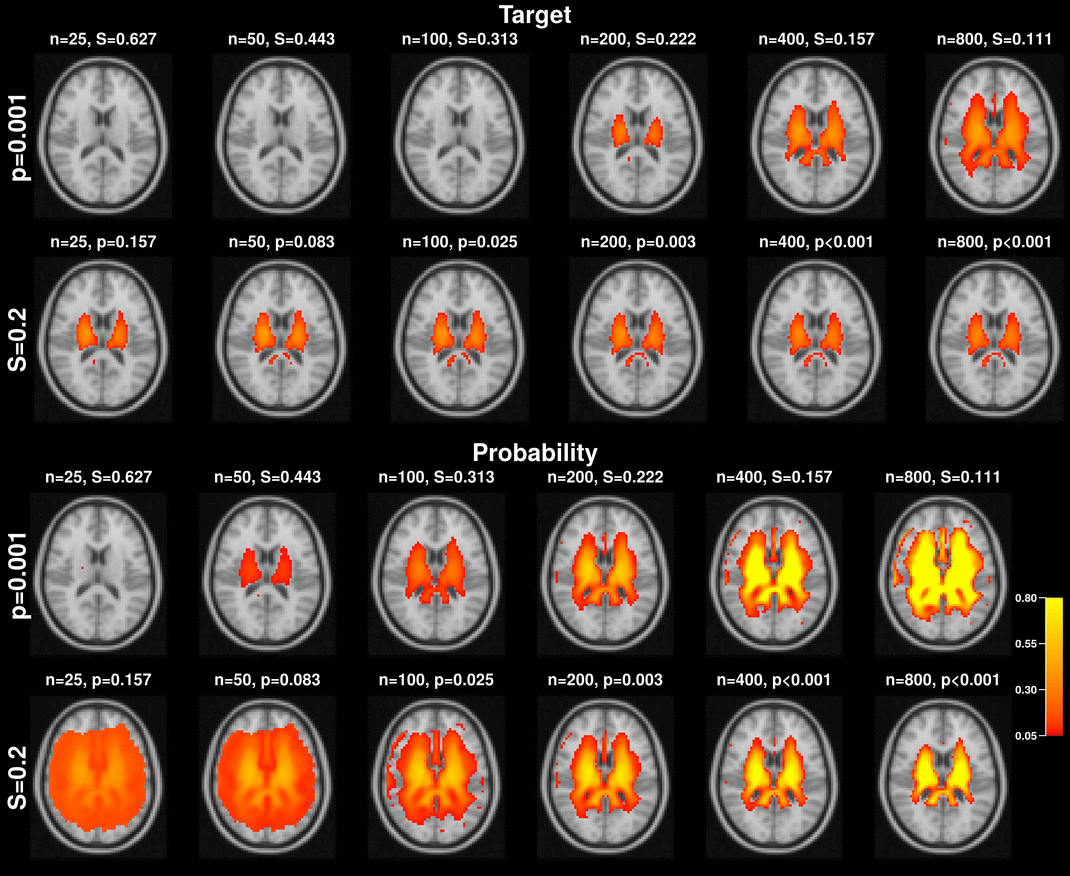 Target
n=25, S=0.627 n=50, S=0.443 n=100, S=0.313 n=200, S=0.222 n=400, S=0.157 n=800, S=0.111
p=0.001
n=25, p=0.157 n=50, p=0.083 n=100, p=0.025 n=200, p=0.003 n=400, p<0.001 n=800, p<0.001
S=0.2
Probability
n=25, S=0.627 n=50, S=0.443 n=100, S=0.313 n=200, S=0.222 n=400, S=0.157 n=800, S=0.111
p=0.001
0.80
0.55
n=25, p=0.157 n=50, p=0.083 n=100, p=0.025 n=200, p=0.003 n=400, p<0.001 n=800, p<0.001
0.30
0.05
S=0.2